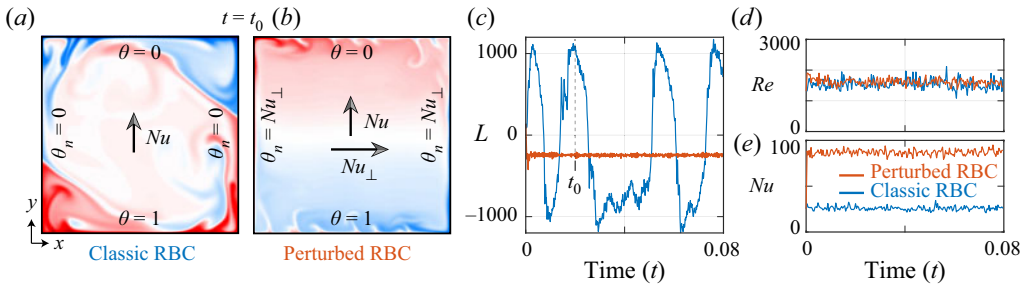 (a)
t = t0
(b)
θ = 0
θn = 0
θn = 0
Nu
θ = 1
y
x
Classic RBC
θ = 0
θn = Nu⊥
θn = Nu⊥
Nu
Nu⊥
θ = 1
Perturbed RBC
(c)
1000
L
0
−1000
t0
0
0.08
Time (t)
(d)
3000
Re
0
(e)
100
Nu
Perturbed RBC
Classic RBC
0
0
0.08
Time (t)